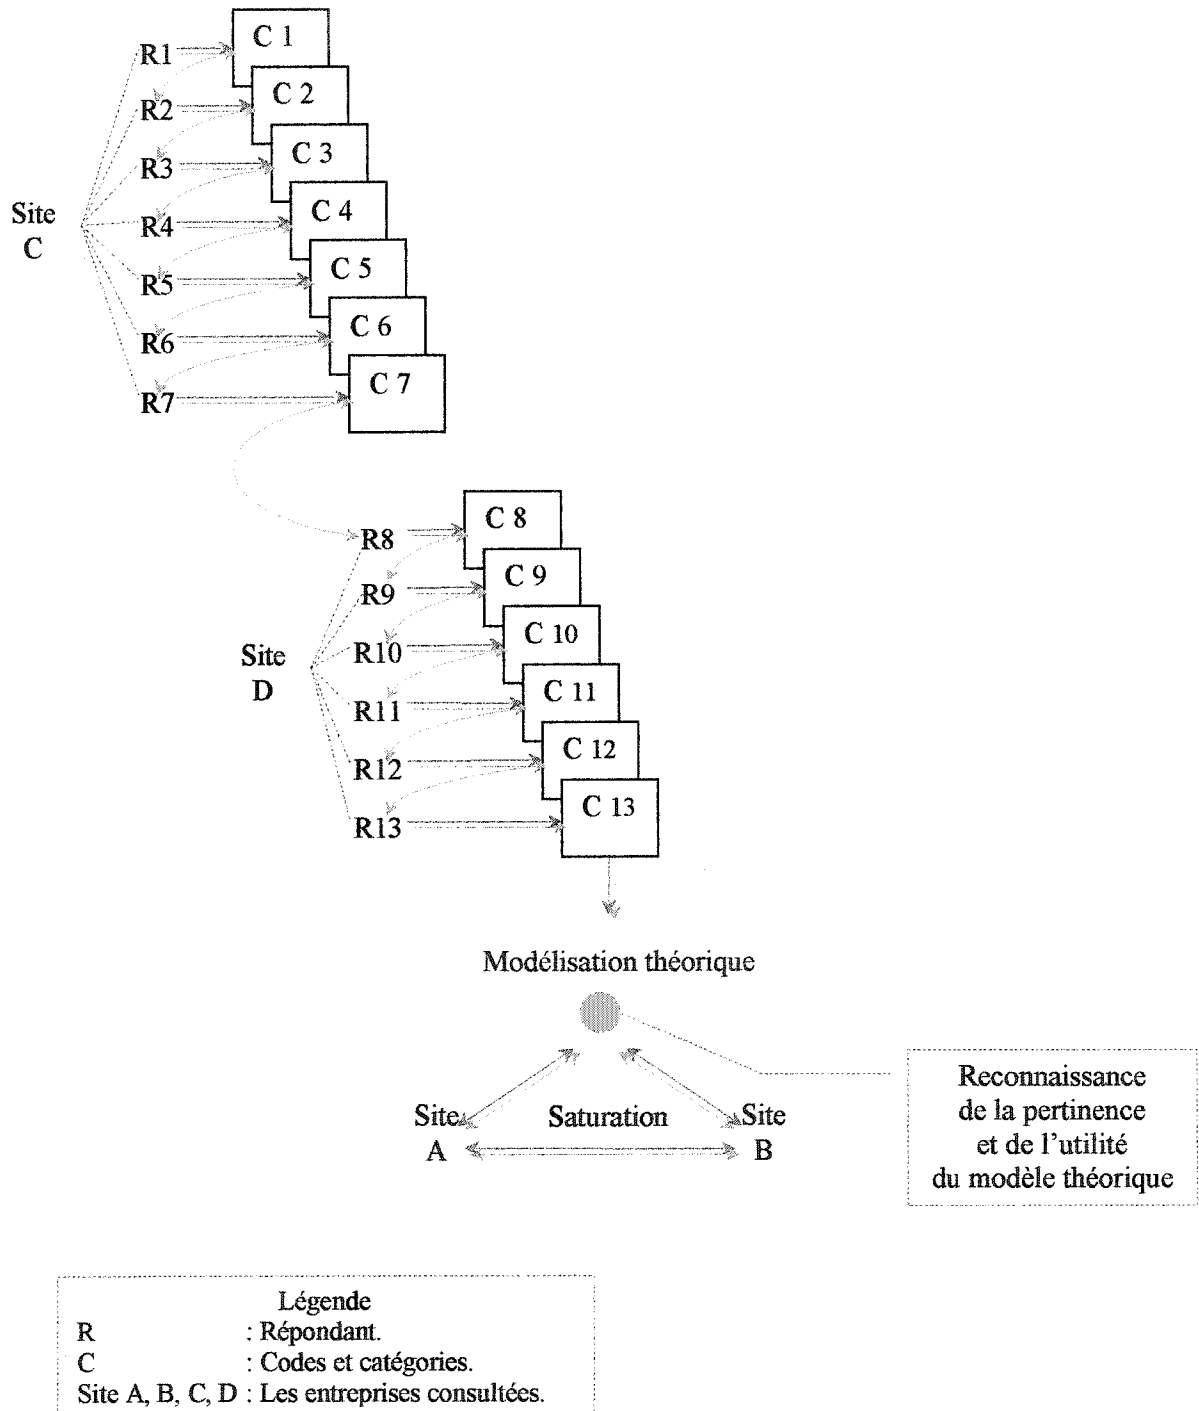 C 1
R1
C 2
R2
C 3
R3
Site
C
C 4
R4
C 5
R5
C 6
R6
C 7
R7
C 8
R8
C 9
R9
C 10
R10
Site
D
C 11
R11
C 12
R12
C 13
R13
Modélisation théorique
Site
A
Saturation
Site
B
Reconnaissance
de la pertinence
et de l'utilité
du modèle théorique
Légende
R : Répondant.
C : Codes et catégories.
Site A, B, C, D : Les entreprises consultées.